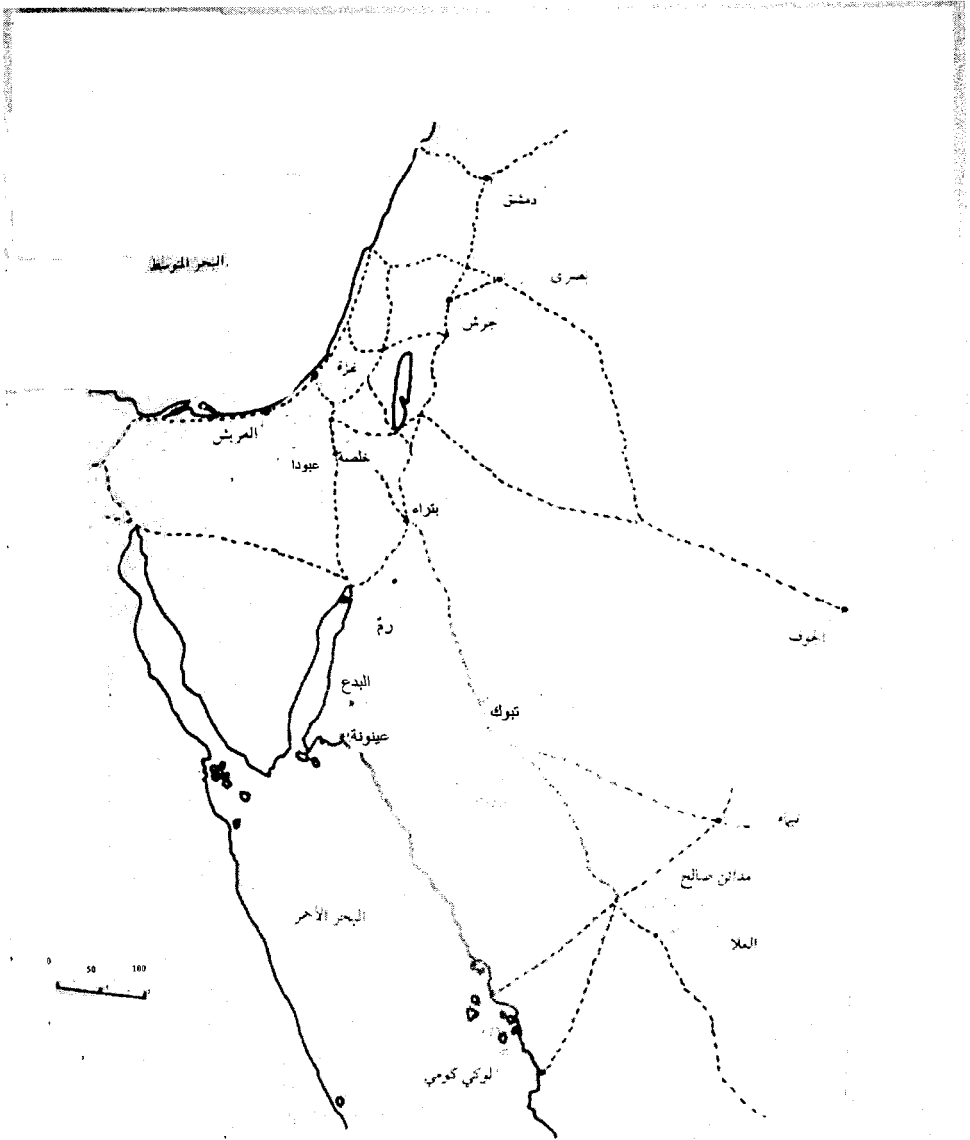 دمشق
البحر المتوسط
بصرى
جرش
غزة
العريش
خلصة
عبودا
بتراء
الجوف
رمّ
البدع
تبوك
عينونة
تيماء
مدائن صالح
البحر الأحمر
العلا
0 50 100
لوكي كومي